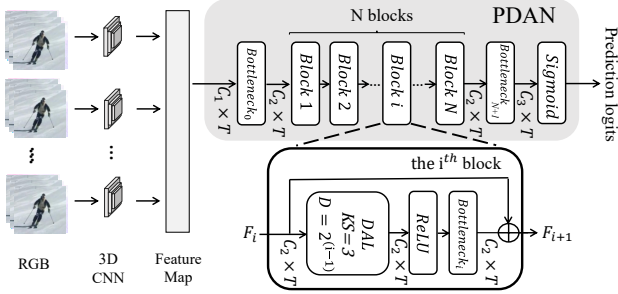 PDAN
N blocks
C₁ × T
Bottleneck₀
C₂ × T
Block 1
Block 2
...
Block i
...
Block N
C₂ × T
Bottleneck
N+1
C₃ × T
Sigmoid
Prediction logits
...
RGB
3D
CNN
Feature
Map
the iᵗʰ block
Fᵢ
C₂ × T
DAL
KS=3
D = 2⁽ⁱ⁻¹⁾
C₂ × T
ReLU
Bottleneckᵢ
C₂ × T
Fᵢ₊₁